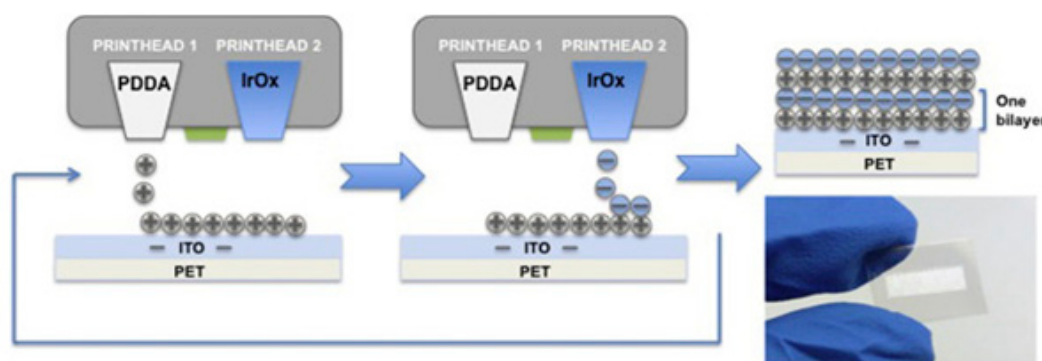 PRINTHEAD 1 PRINTHEAD 2
PDDA IrOx
ITO
PET
PRINTHEAD 1 PRINTHEAD 2
PDDA IrOx
ITO
PET
One
bilayer
ITO
PET